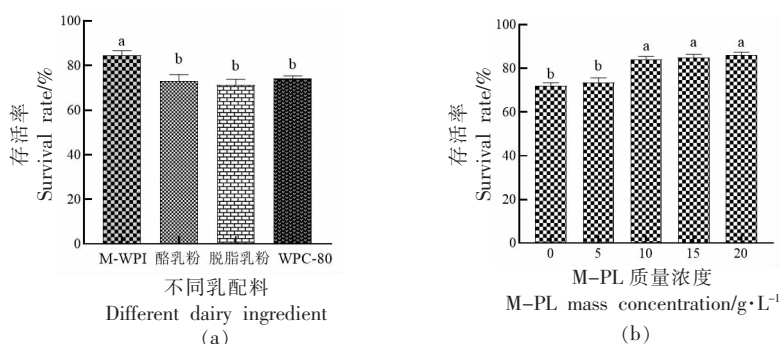 100
80
60
40
20
0
存活率
Survival rate/%
a
b
b
b
M-WPI 酪乳粉 脱脂乳粉 WPC-80
不同乳配料
Different dairy ingredient
(a)
100
80
60
40
20
0
存活率
Survival rate/%
b
b
a
a
a
0 5 10 15 20
M-PL 质量浓度
M-PL mass concentration/g·L⁻¹
(b)